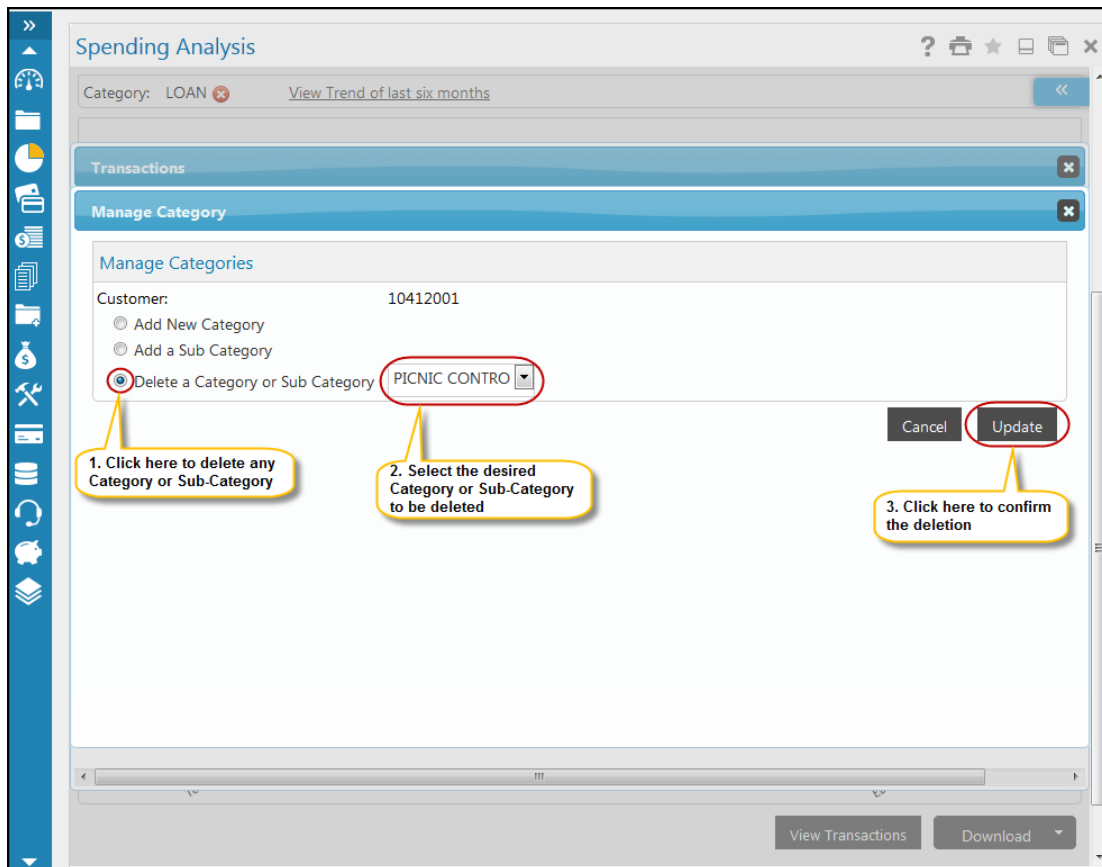 Spending Analysis
Category: LOAN View Trend of last six months
Transactions
Manage Category
Manage Categories
Customer: 10412001
Add New Category
Add a Sub Category
Delete a Category or Sub Category PICNIC CONTRO
Cancel Update
1. Click here to delete any
Category or Sub-Category
2. Select the desired
Category or Sub-Category
to be deleted
3. Click here to confirm
the deletion
View Transactions Download